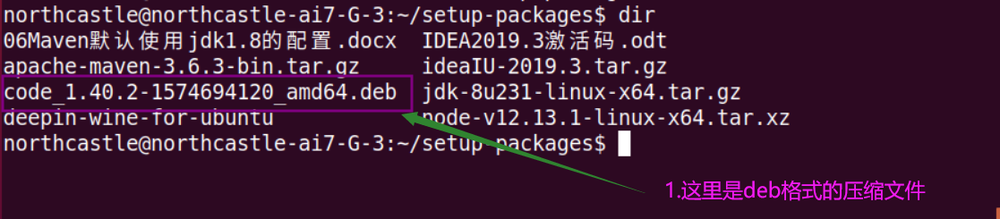 northcastle@northcastle-ai7-G-3:~/setup-packages$ dir
06Maven默认使用jdk1.8的配置.docx  IDEA2019.3激活码.odt
apache-maven-3.6.3-bin.tar.gz     ideaIU-2019.3.tar.gz
code_1.40.2-1574694120_amd64.deb  jdk-8u231-linux-x64.tar.gz
deepin-wine-for-ubuntu            node-v12.13.1-linux-x64.tar.xz
northcastle@northcastle-ai7-G-3:~/setup-packages$
1.这里是deb格式的压缩文件